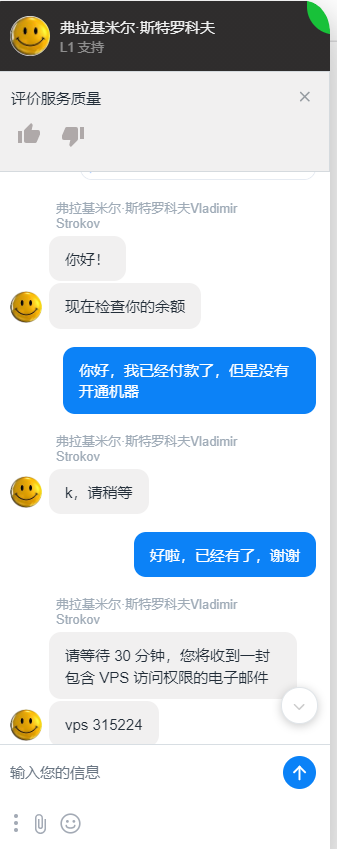 弗拉基米尔·斯特罗科夫
L1 支持
评价服务质量
弗拉基米尔·斯特罗科夫Vladimir
Strokov
你好！
现在检查你的余额
你好，我已经付款了，但是没有
开通机器
弗拉基米尔·斯特罗科夫Vladimir
Strokov
k，请稍等
好啦，已经有了，谢谢
弗拉基米尔·斯特罗科夫Vladimir
Strokov
请等待 30 分钟，您将收到一封
包含 VPS 访问权限的电子邮件
vps 315224
输入您的信息